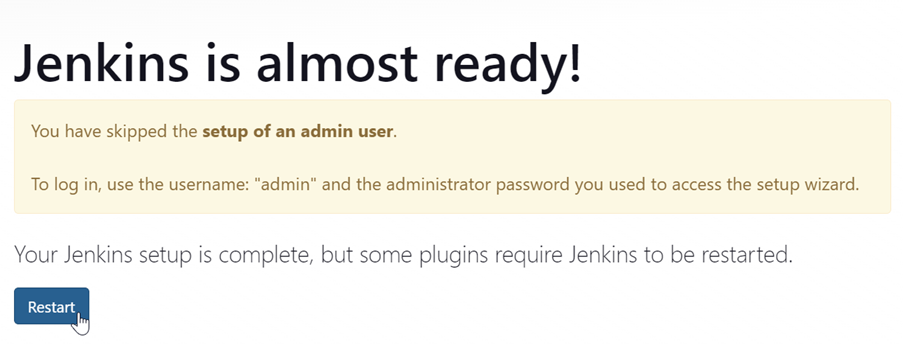 Jenkins is almost ready!
You have skipped the setup of an admin user.
To log in, use the username: "admin" and the administrator password you used to access the setup wizard.
Your Jenkins setup is complete, but some plugins require Jenkins to be restarted.
Restart